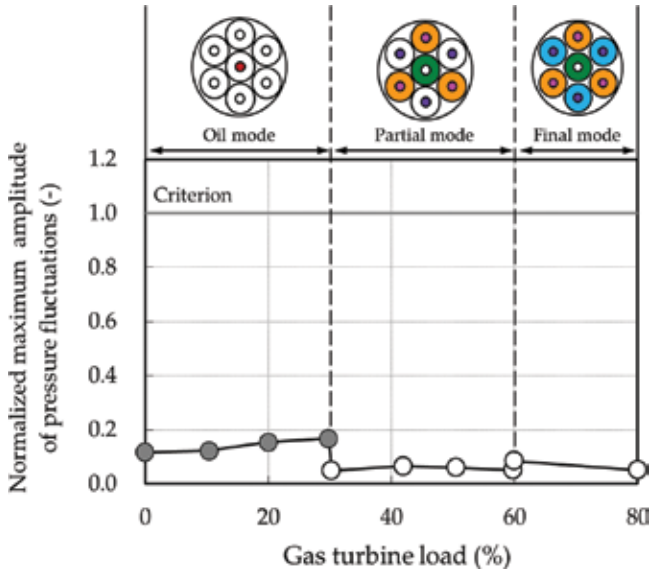 Oil mode
Partial mode
Final mode
Normalized maximum amplitude
of pressure fluctuations (-)
1.2
Criterion
1.0
0.8
0.6
0.4
0.2
0.0
0
20
40
60
80
Gas turbine load (%)